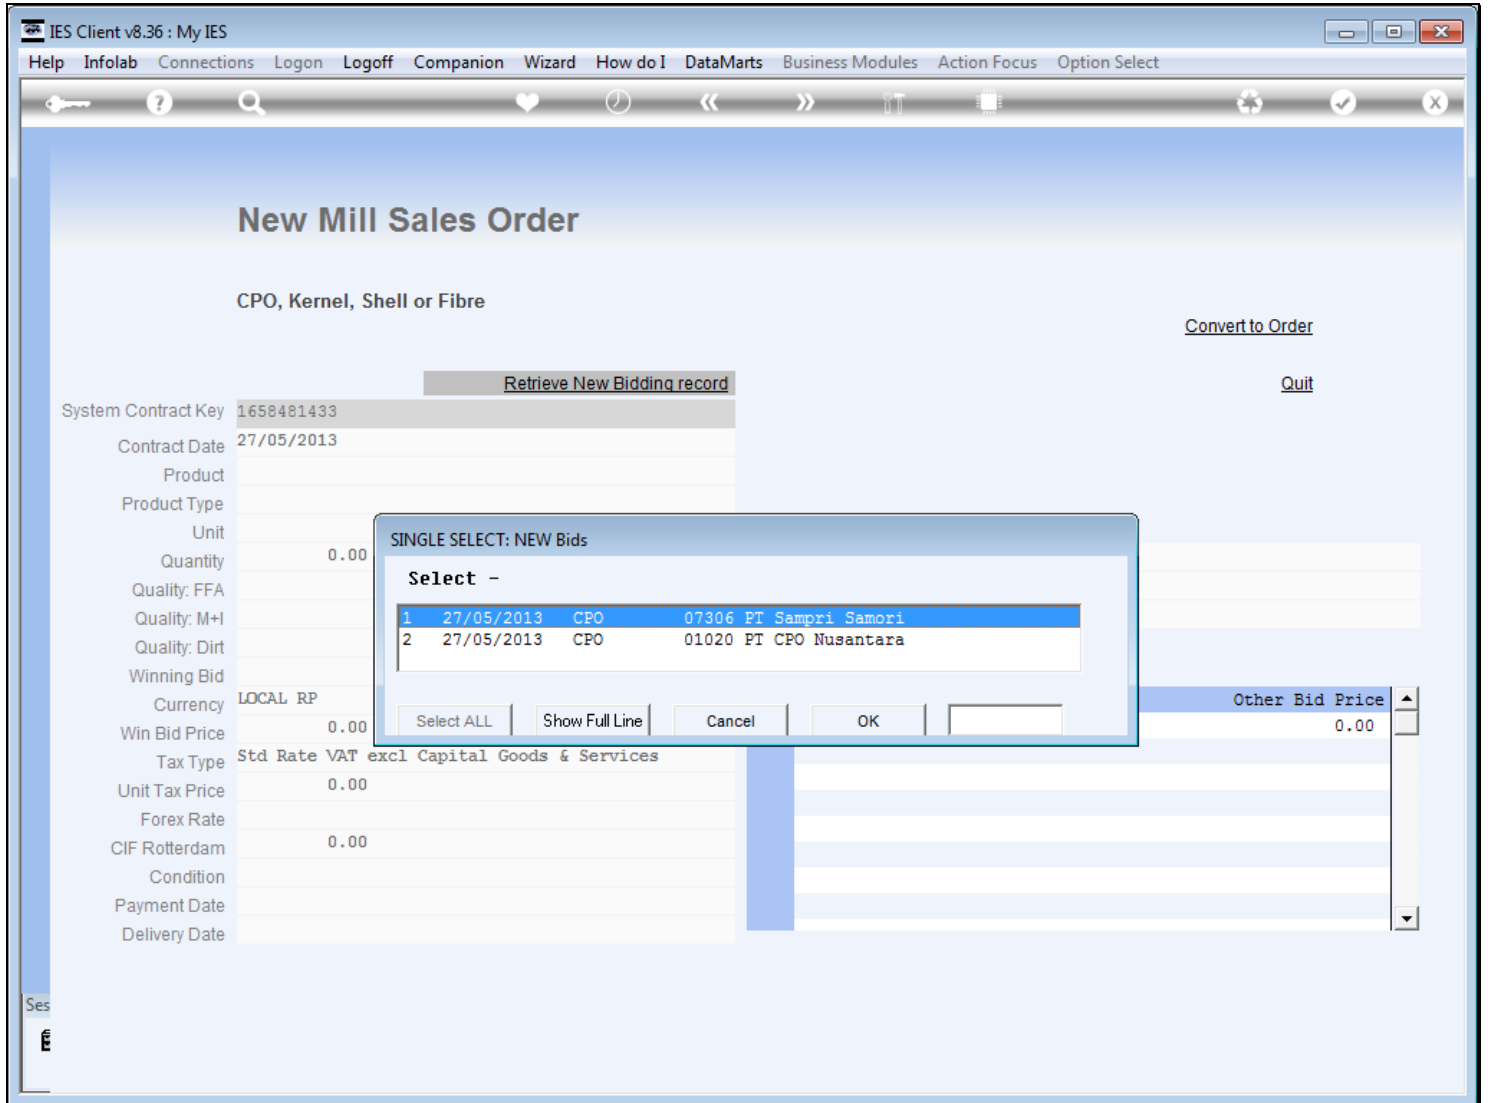 IES Client v8.36 : My IES
Help Infolab Connections Logon Logoff Companion Wizard How do I DataMarts Business Modules Action Focus Option Select
New Mill Sales Order
CPO, Kernel, Shell or Fibre
Convert to Order
Retrieve New Bidding record
Quit
System Contract Key 1658481433
Contract Date 27/05/2013
Product
Product Type
Unit
Quantity 0.00
Quality: FFA
Quality: M+I
Quality: Dirt
Winning Bid
Currency LOCAL RP
Win Bid Price 0.00
Tax Type Std Rate VAT excl Capital Goods & Services
Unit Tax Price 0.00
Forex Rate
CIF Rotterdam 0.00
Condition
Payment Date
Delivery Date
SINGLE SELECT: NEW Bids
Select -
1 27/05/2013 CPO 07306 PT Sampri Samori
2 27/05/2013 CPO 01020 PT CPO Nusantara
Select ALL Show Full Line Cancel OK
Other Bid Price
0.00
Ses